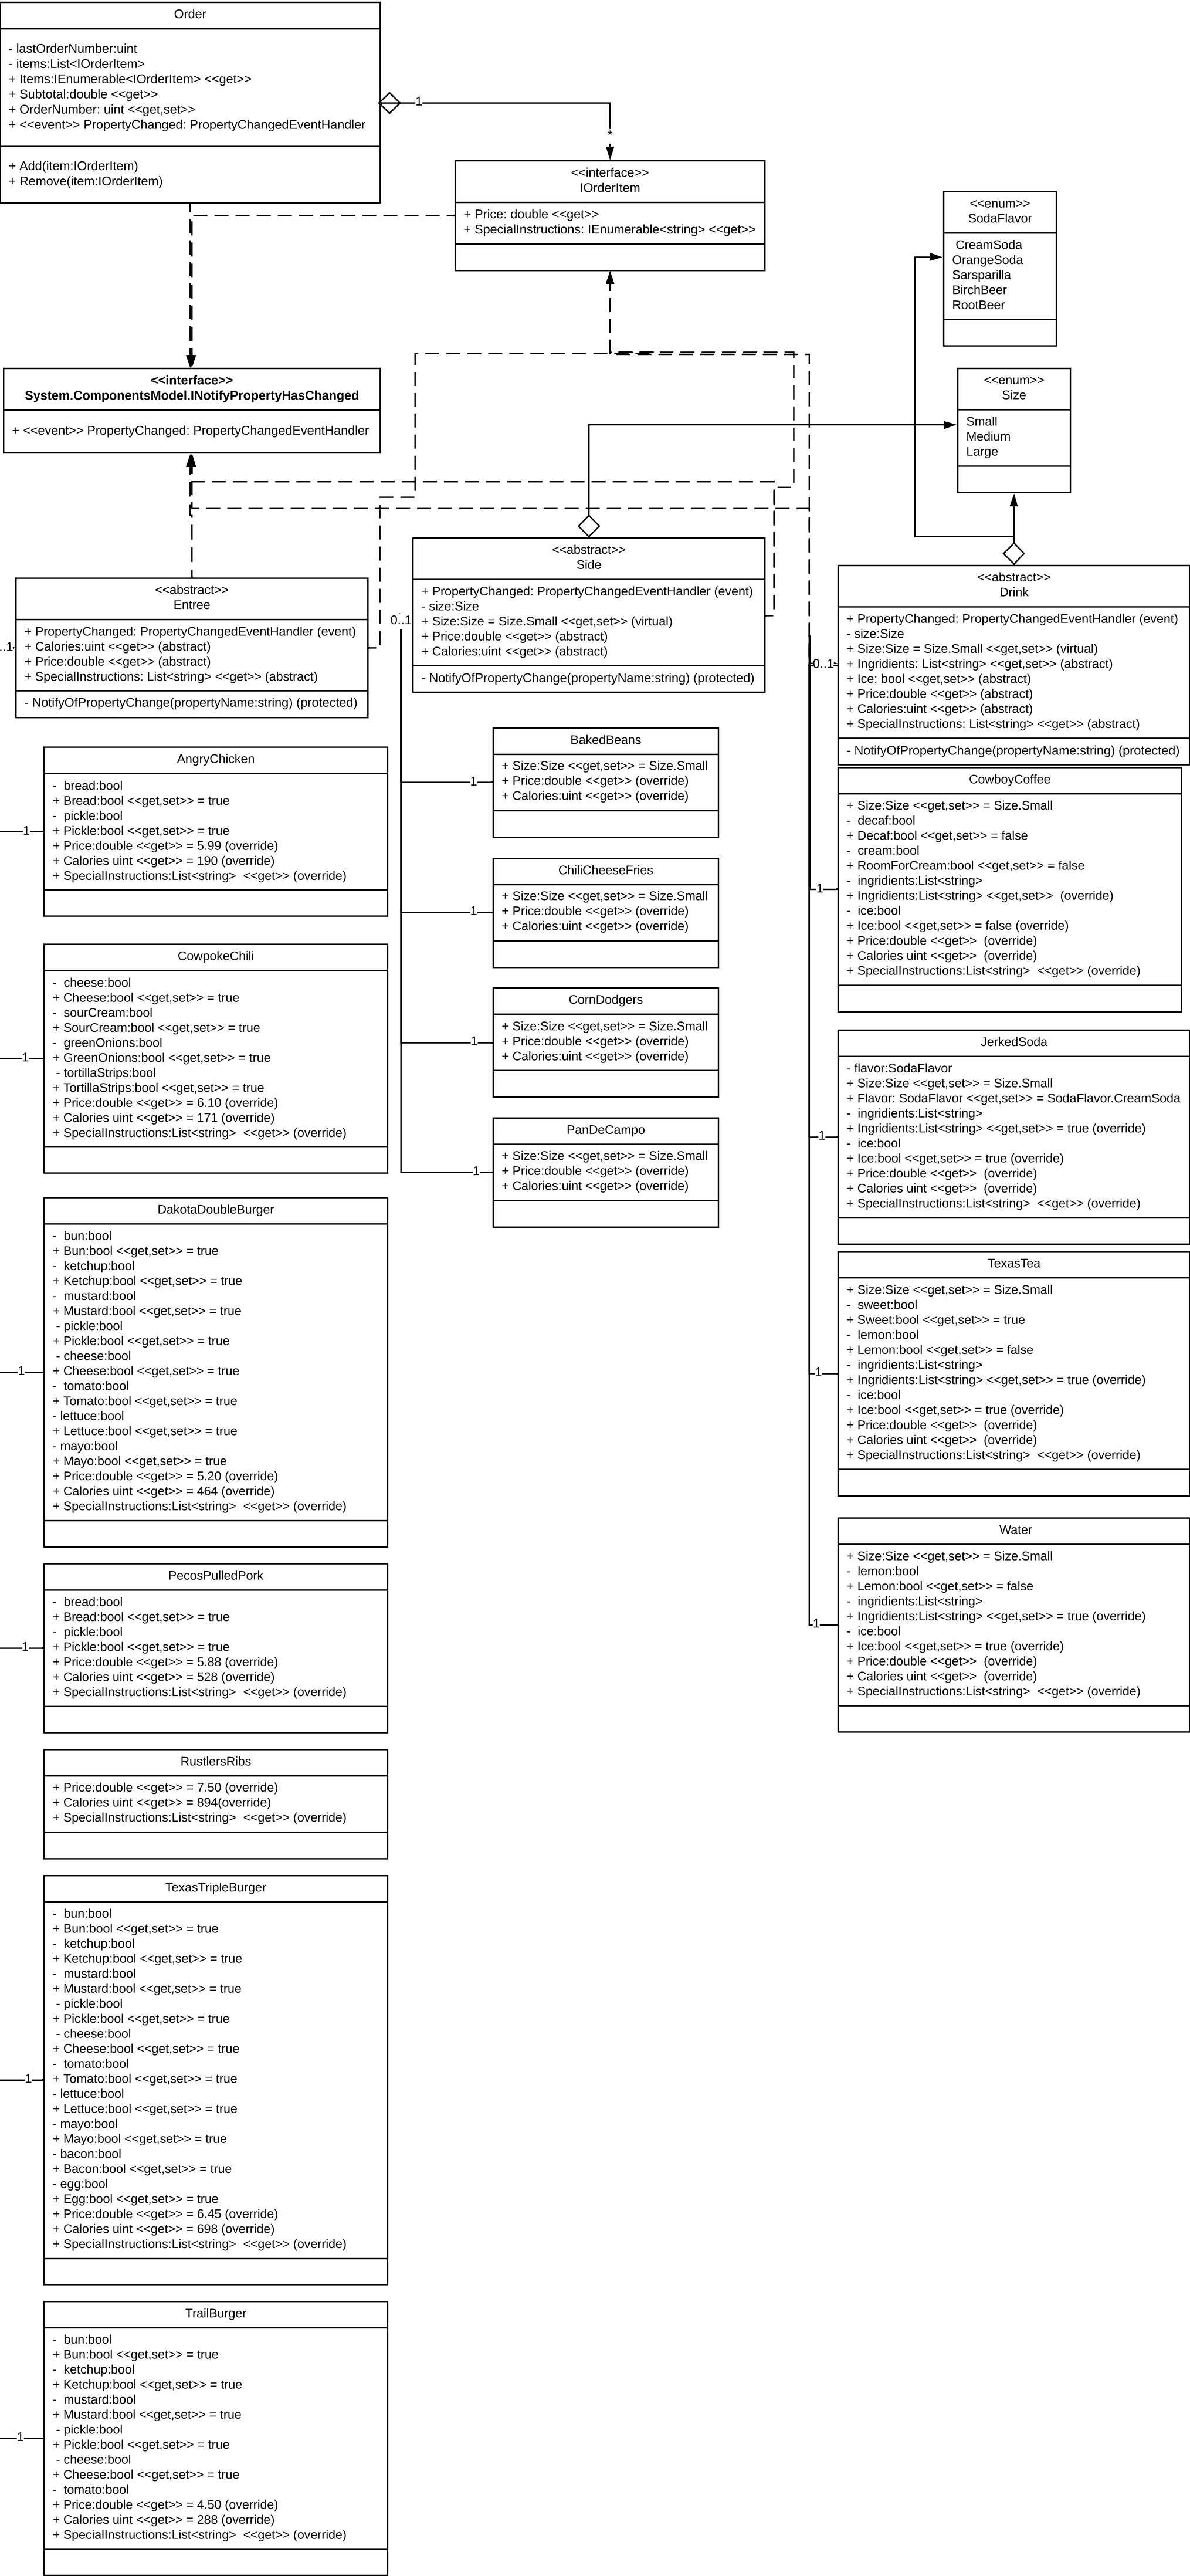 Order
- lastOrderNumber:uint
- items:List<IOrderItem>
+ Items:IEnumerable<IOrderItem> <<get>>
+ Subtotal:double <<get>>
+ OrderNumber: uint <<get,set>>
+ <<event>> PropertyChanged: PropertyChangedEventHandler
+ Add(item:IOrderItem)
+ Remove(item:IOrderItem)
1
*
<<interface>>
IOrderItem
+ Price: double <<get>>
+ SpecialInstructions: IEnumerable<string> <<get>>
<<enum>>
SodaFlavor
CreamSoda
OrangeSoda
Sarsparilla
BirchBeer
RootBeer
<<interface>>
System.ComponentsModel.INotifyPropertyHasChanged
+ <<event>> PropertyChanged: PropertyChangedEventHandler
<<enum>>
Size
Small
Medium
Large
<<abstract>>
Entree
+ PropertyChanged: PropertyChangedEventHandler (event)
+ Calories:uint <<get>> (abstract)
+ Price:double <<get>> (abstract)
+ SpecialInstructions: List<string> <<get>> (abstract)
- NotifyOfPropertyChange(propertyName:string) (protected)
..1
<<abstract>>
Side
+ PropertyChanged: PropertyChangedEventHandler (event)
- size:Size
+ Size:Size = Size.Small <<get,set>> (virtual)
+ Price:double <<get>> (abstract)
+ Calories:uint <<get>> (abstract)
- NotifyOfPropertyChange(propertyName:string) (protected)
0..1
<<abstract>>
Drink
+ PropertyChanged: PropertyChangedEventHandler (event)
- size:Size
+ Size:Size = Size.Small <<get,set>> (virtual)
+ Ingridients: List<string> <<get,set>> (abstract)
+ Ice: bool <<get,set>> (abstract)
+ Price:double <<get>> (abstract)
+ Calories:uint <<get>> (abstract)
+ SpecialInstructions: List<string> <<get>> (abstract)
- NotifyOfPropertyChange(propertyName:string) (protected)
0..1
AngryChicken
- bread:bool
+ Bread:bool <<get,set>> = true
- pickle:bool
+ Pickle:bool <<get,set>> = true
+ Price:double <<get>> = 5.99 (override)
+ Calories uint <<get>> = 190 (override)
+ SpecialInstructions:List<string> <<get>> (override)
1
CowpokeChili
- cheese:bool
+ Cheese:bool <<get,set>> = true
- sourCream:bool
+ SourCream:bool <<get,set>> = true
- greenOnions:bool
+ GreenOnions:bool <<get,set>> = true
- tortillaStrips:bool
+ TortillaStrips:bool <<get,set>> = true
+ Price:double <<get>> = 6.10 (override)
+ Calories uint <<get>> = 171 (override)
+ SpecialInstructions:List<string> <<get>> (override)
1
DakotaDoubleBurger
- bun:bool
+ Bun:bool <<get,set>> = true
- ketchup:bool
+ Ketchup:bool <<get,set>> = true
- mustard:bool
+ Mustard:bool <<get,set>> = true
- pickle:bool
+ Pickle:bool <<get,set>> = true
- cheese:bool
+ Cheese:bool <<get,set>> = true
- tomato:bool
+ Tomato:bool <<get,set>> = true
- lettuce:bool
+ Lettuce:bool <<get,set>> = true
- mayo:bool
+ Mayo:bool <<get,set>> = true
+ Price:double <<get>> = 5.20 (override)
+ Calories uint <<get>> = 464 (override)
+ SpecialInstructions:List<string> <<get>> (override)
1
PecosPulledPork
- bread:bool
+ Bread:bool <<get,set>> = true
- pickle:bool
+ Pickle:bool <<get,set>> = true
+ Price:double <<get>> = 5.88 (override)
+ Calories uint <<get>> = 528 (override)
+ SpecialInstructions:List<string> <<get>> (override)
1
RustlersRibs
+ Price:double <<get>> = 7.50 (override)
+ Calories uint <<get>> = 894(override)
+ SpecialInstructions:List<string> <<get>> (override)
TexasTripleBurger
- bun:bool
+ Bun:bool <<get,set>> = true
- ketchup:bool
+ Ketchup:bool <<get,set>> = true
- mustard:bool
+ Mustard:bool <<get,set>> = true
- pickle:bool
+ Pickle:bool <<get,set>> = true
- cheese:bool
+ Cheese:bool <<get,set>> = true
- tomato:bool
+ Tomato:bool <<get,set>> = true
- lettuce:bool
+ Lettuce:bool <<get,set>> = true
- mayo:bool
+ Mayo:bool <<get,set>> = true
- bacon:bool
+ Bacon:bool <<get,set>> = true
- egg:bool
+ Egg:bool <<get,set>> = true
+ Price:double <<get>> = 6.45 (override)
+ Calories uint <<get>> = 698 (override)
+ SpecialInstructions:List<string> <<get>> (override)
1
TrailBurger
- bun:bool
+ Bun:bool <<get,set>> = true
- ketchup:bool
+ Ketchup:bool <<get,set>> = true
- mustard:bool
+ Mustard:bool <<get,set>> = true
- pickle:bool
+ Pickle:bool <<get,set>> = true
- cheese:bool
+ Cheese:bool <<get,set>> = true
- tomato:bool
+ Price:double <<get>> = 4.50 (override)
+ Calories uint <<get>> = 288 (override)
+ SpecialInstructions:List<string> <<get>> (override)
1
BakedBeans
+ Size:Size <<get,set>> = Size.Small
+ Price:double <<get>> (override)
+ Calories:uint <<get>> (override)
1
ChiliCheeseFries
+ Size:Size <<get,set>> = Size.Small
+ Price:double <<get>> (override)
+ Calories:uint <<get>> (override)
1
CornDodgers
+ Size:Size <<get,set>> = Size.Small
+ Price:double <<get>> (override)
+ Calories:uint <<get>> (override)
1
PanDeCampo
+ Size:Size <<get,set>> = Size.Small
+ Price:double <<get>> (override)
+ Calories:uint <<get>> (override)
1
CowboyCoffee
+ Size:Size <<get,set>> = Size.Small
- decaf:bool
+ Decaf:bool <<get,set>> = false
- cream:bool
+ RoomForCream:bool <<get,set>> = false
- ingridients:List<string>
+ Ingridients:List<string> <<get,set>> (override)
- ice:bool
+ Ice:bool <<get,set>> = false (override)
+ Price:double <<get>> (override)
+ Calories uint <<get>> (override)
+ SpecialInstructions:List<string> <<get>> (override)
1
JerkedSoda
- flavor:SodaFlavor
+ Size:Size <<get,set>> = Size.Small
+ Flavor: SodaFlavor <<get,set>> = SodaFlavor.CreamSoda
- ingridients:List<string>
+ Ingridients:List<string> <<get,set>> = true (override)
- ice:bool
+ Ice:bool <<get,set>> = true (override)
+ Price:double <<get>> (override)
+ Calories uint <<get>> (override)
+ SpecialInstructions:List<string> <<get>> (override)
1
TexasTea
+ Size:Size <<get,set>> = Size.Small
- sweet:bool
+ Sweet:bool <<get,set>> = true
- lemon:bool
+ Lemon:bool <<get,set>> = false
- ingridients:List<string>
+ Ingridients:List<string> <<get,set>> = true (override)
- ice:bool
+ Ice:bool <<get,set>> = true (override)
+ Price:double <<get>> (override)
+ Calories uint <<get>> (override)
+ SpecialInstructions:List<string> <<get>> (override)
1
Water
+ Size:Size <<get,set>> = Size.Small
- lemon:bool
+ Lemon:bool <<get,set>> = false
- ingridients:List<string>
+ Ingridients:List<string> <<get,set>> = true (override)
- ice:bool
+ Ice:bool <<get,set>> = true (override)
+ Price:double <<get>> (override)
+ Calories uint <<get>> (override)
+ SpecialInstructions:List<string> <<get>> (override)
1